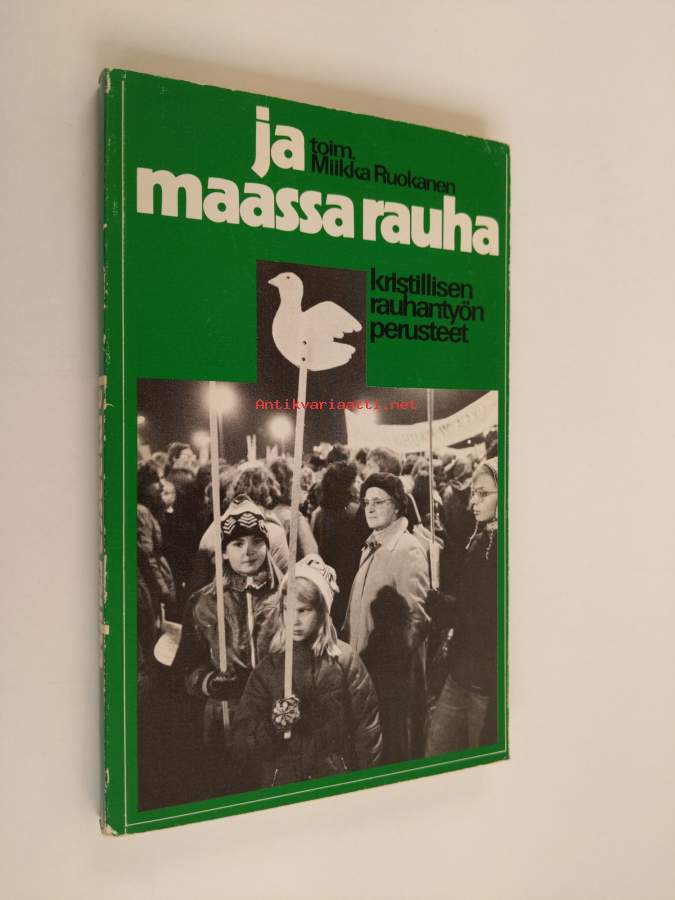 ja
toim.
Miikka Ruokanen
maassa rauha
kristillisen
rauhantyön
perusteet
Antikvariaatti.net